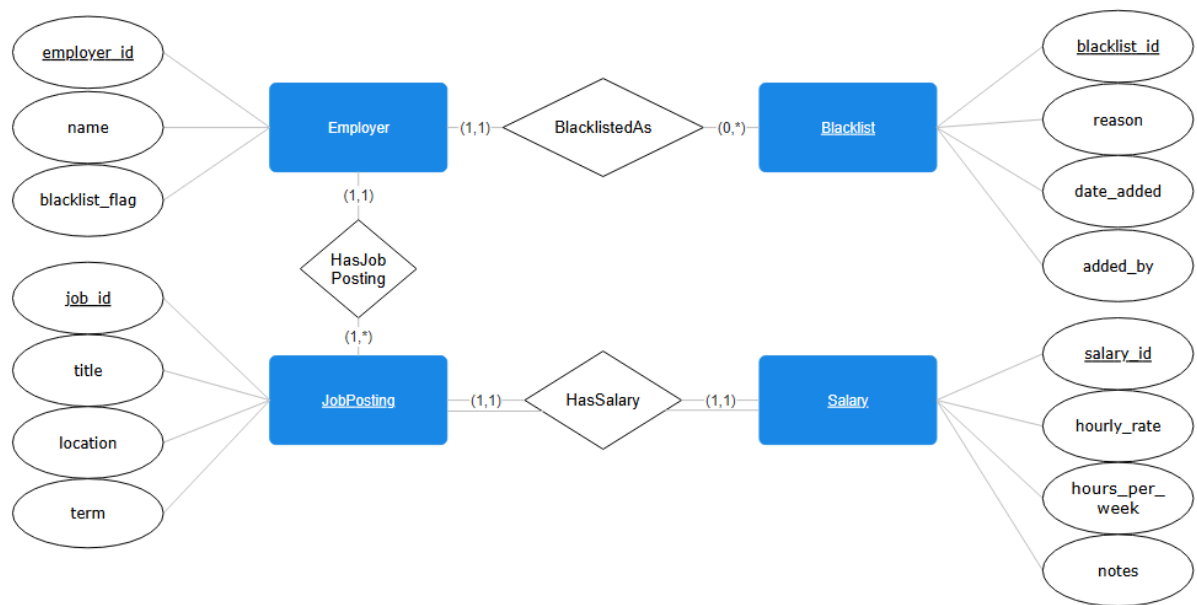 employer_id
name
blacklist_flag
Employer
(1,1)
BlacklistedAs
(0,*)
Blacklist
blacklist_id
reason
date_added
added_by
(1,1)
HasJob
Posting
(1,*)
job_id
title
location
term
JobPosting
(1,1)
HasSalary
(1,1)
Salary
salary_id
hourly_rate
hours_per_
week
notes